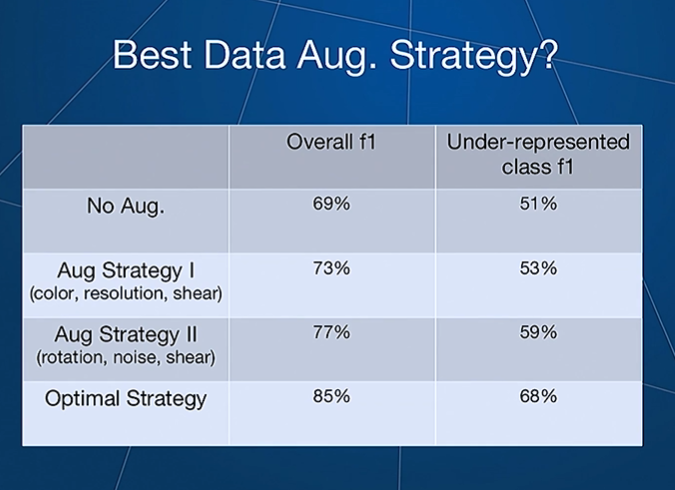 Best Data Aug. Strategy?
Overall f1
Under-represented
class f1
No Aug.
69%
51%
Aug Strategy I
(color, resolution, shear)
73%
53%
Aug Strategy II
(rotation, noise, shear)
77%
59%
Optimal Strategy
85%
68%